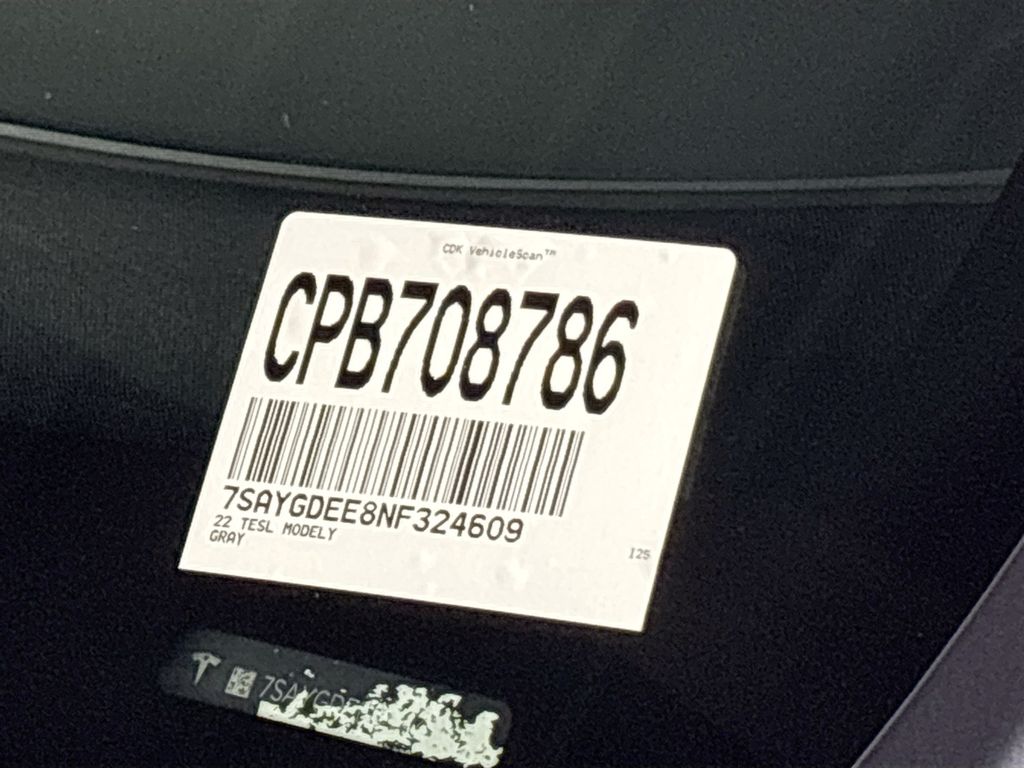 CDK VehicleScan™
CPB708786
7SAYGDEE8NF324609
22 TESL MODELY
GRAY
I25